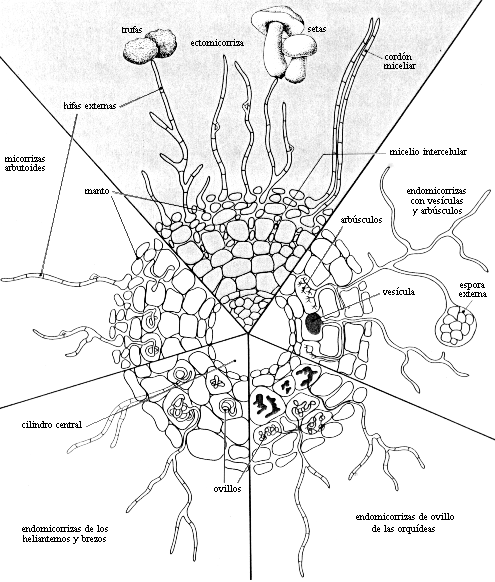 trufas
ectomicorriza
setas
cordón
miceliar
hifas externas
micorrizas
arbutoides
micelio intercelular
manto
endomicorrizas
con vesículas
y arbúsculos
arbúsculos
vesícula
espora
externa
cilindro central
ovillos
endomicorrizas de los
heliantemos y brezos
endomicorrizas de ovillo
de las orquídeas